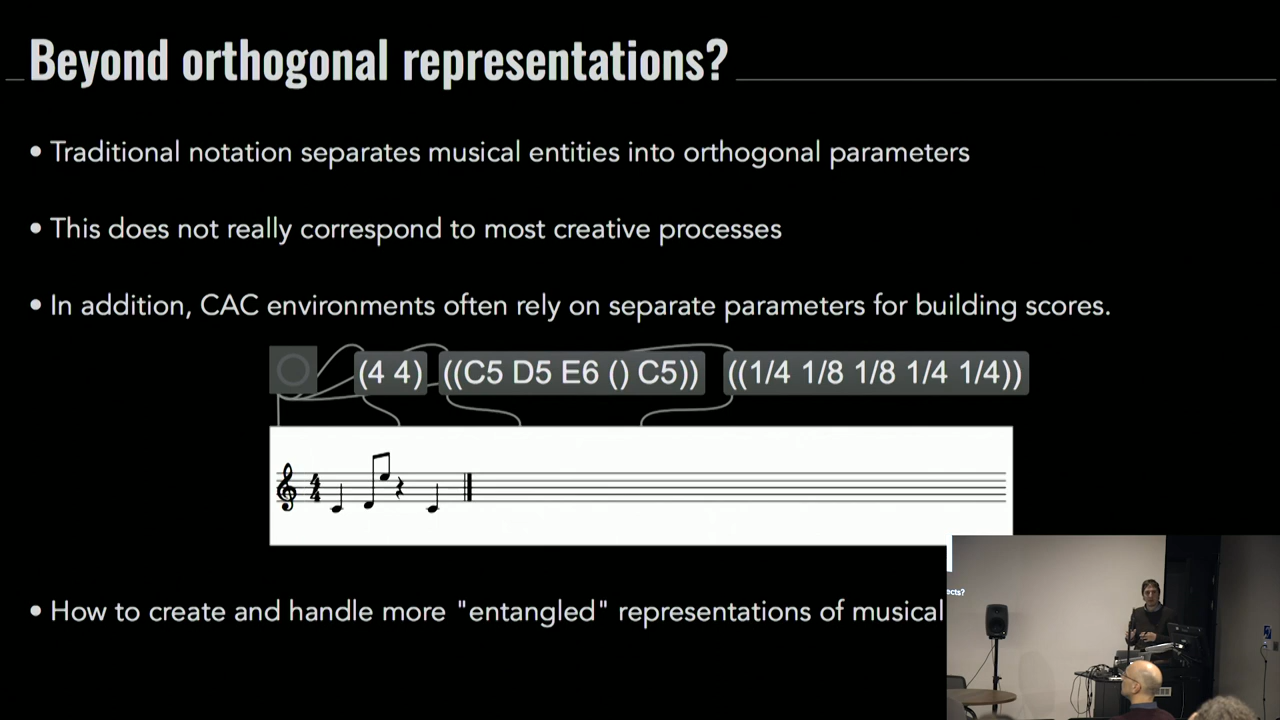 Beyond orthogonal representations?
• Traditional notation separates musical entities into orthogonal parameters
• This does not really correspond to most creative processes
• In addition, CAC environments often rely on separate parameters for building scores.
(4 4) ((C5 D5 E6 () C5)) ((1/4 1/8 1/8 1/4 1/4))
4
4
• How to create and handle more "entangled" representations of musical
ects?